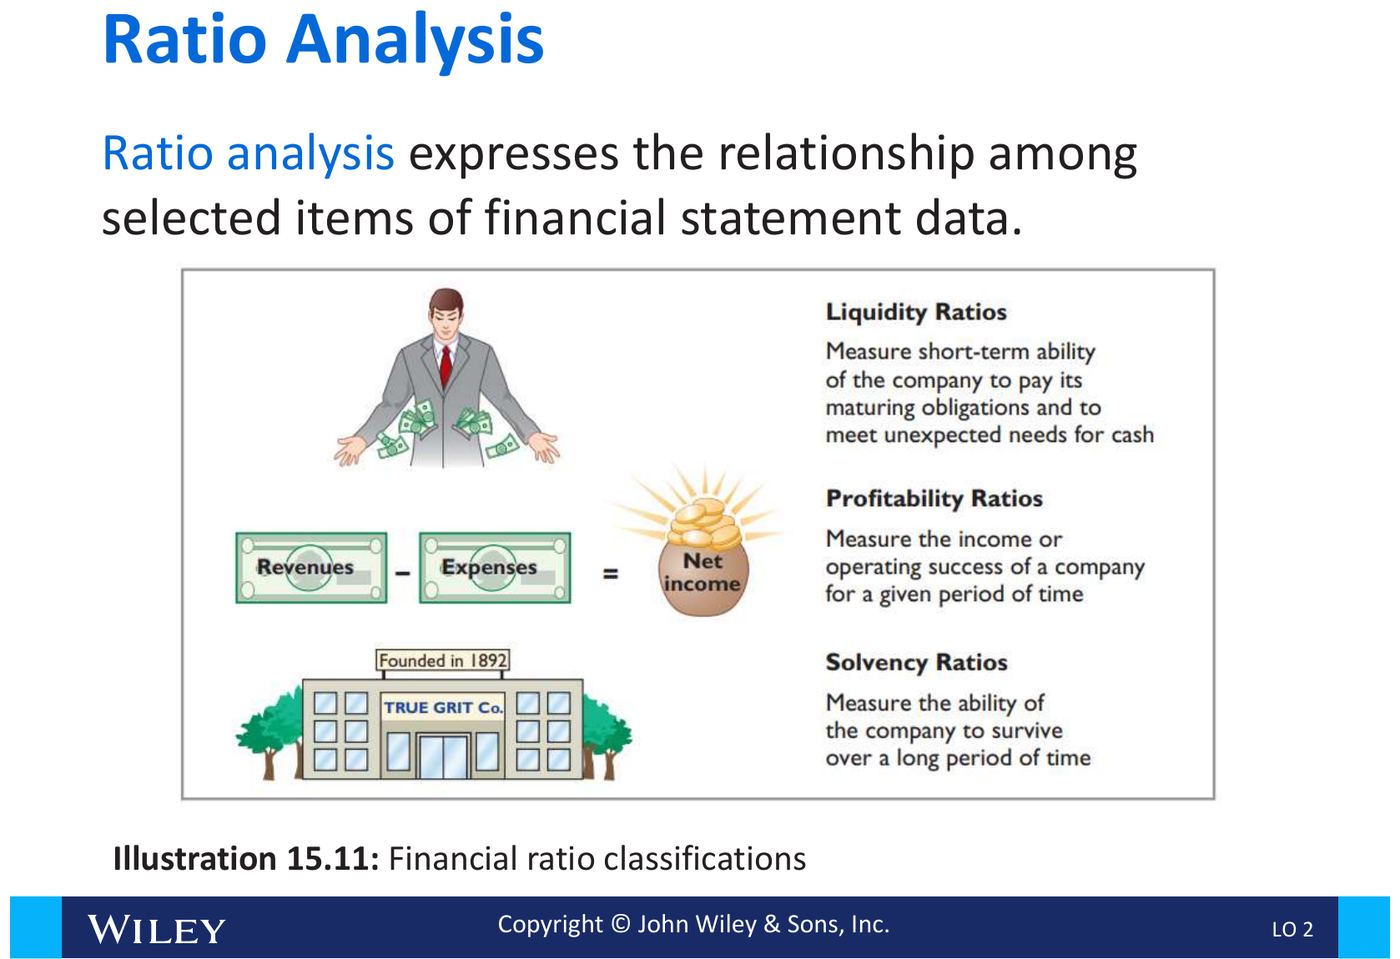 Ratio Analysis
Ratio analysis expresses the relationship among
selected items of financial statement data.
Liquidity Ratios
Measure short-term ability
of the company to pay its
maturing obligations and to
meet unexpected needs for cash
Revenues – Expenses = Net income
Profitability Ratios
Measure the income or
operating success of a company
for a given period of time
Founded in 1892
TRUE GRIT Co.
Solvency Ratios
Measure the ability of
the company to survive
over a long period of time
Illustration 15.11: Financial ratio classifications
WILEY
Copyright © John Wiley & Sons, Inc.
LO 2